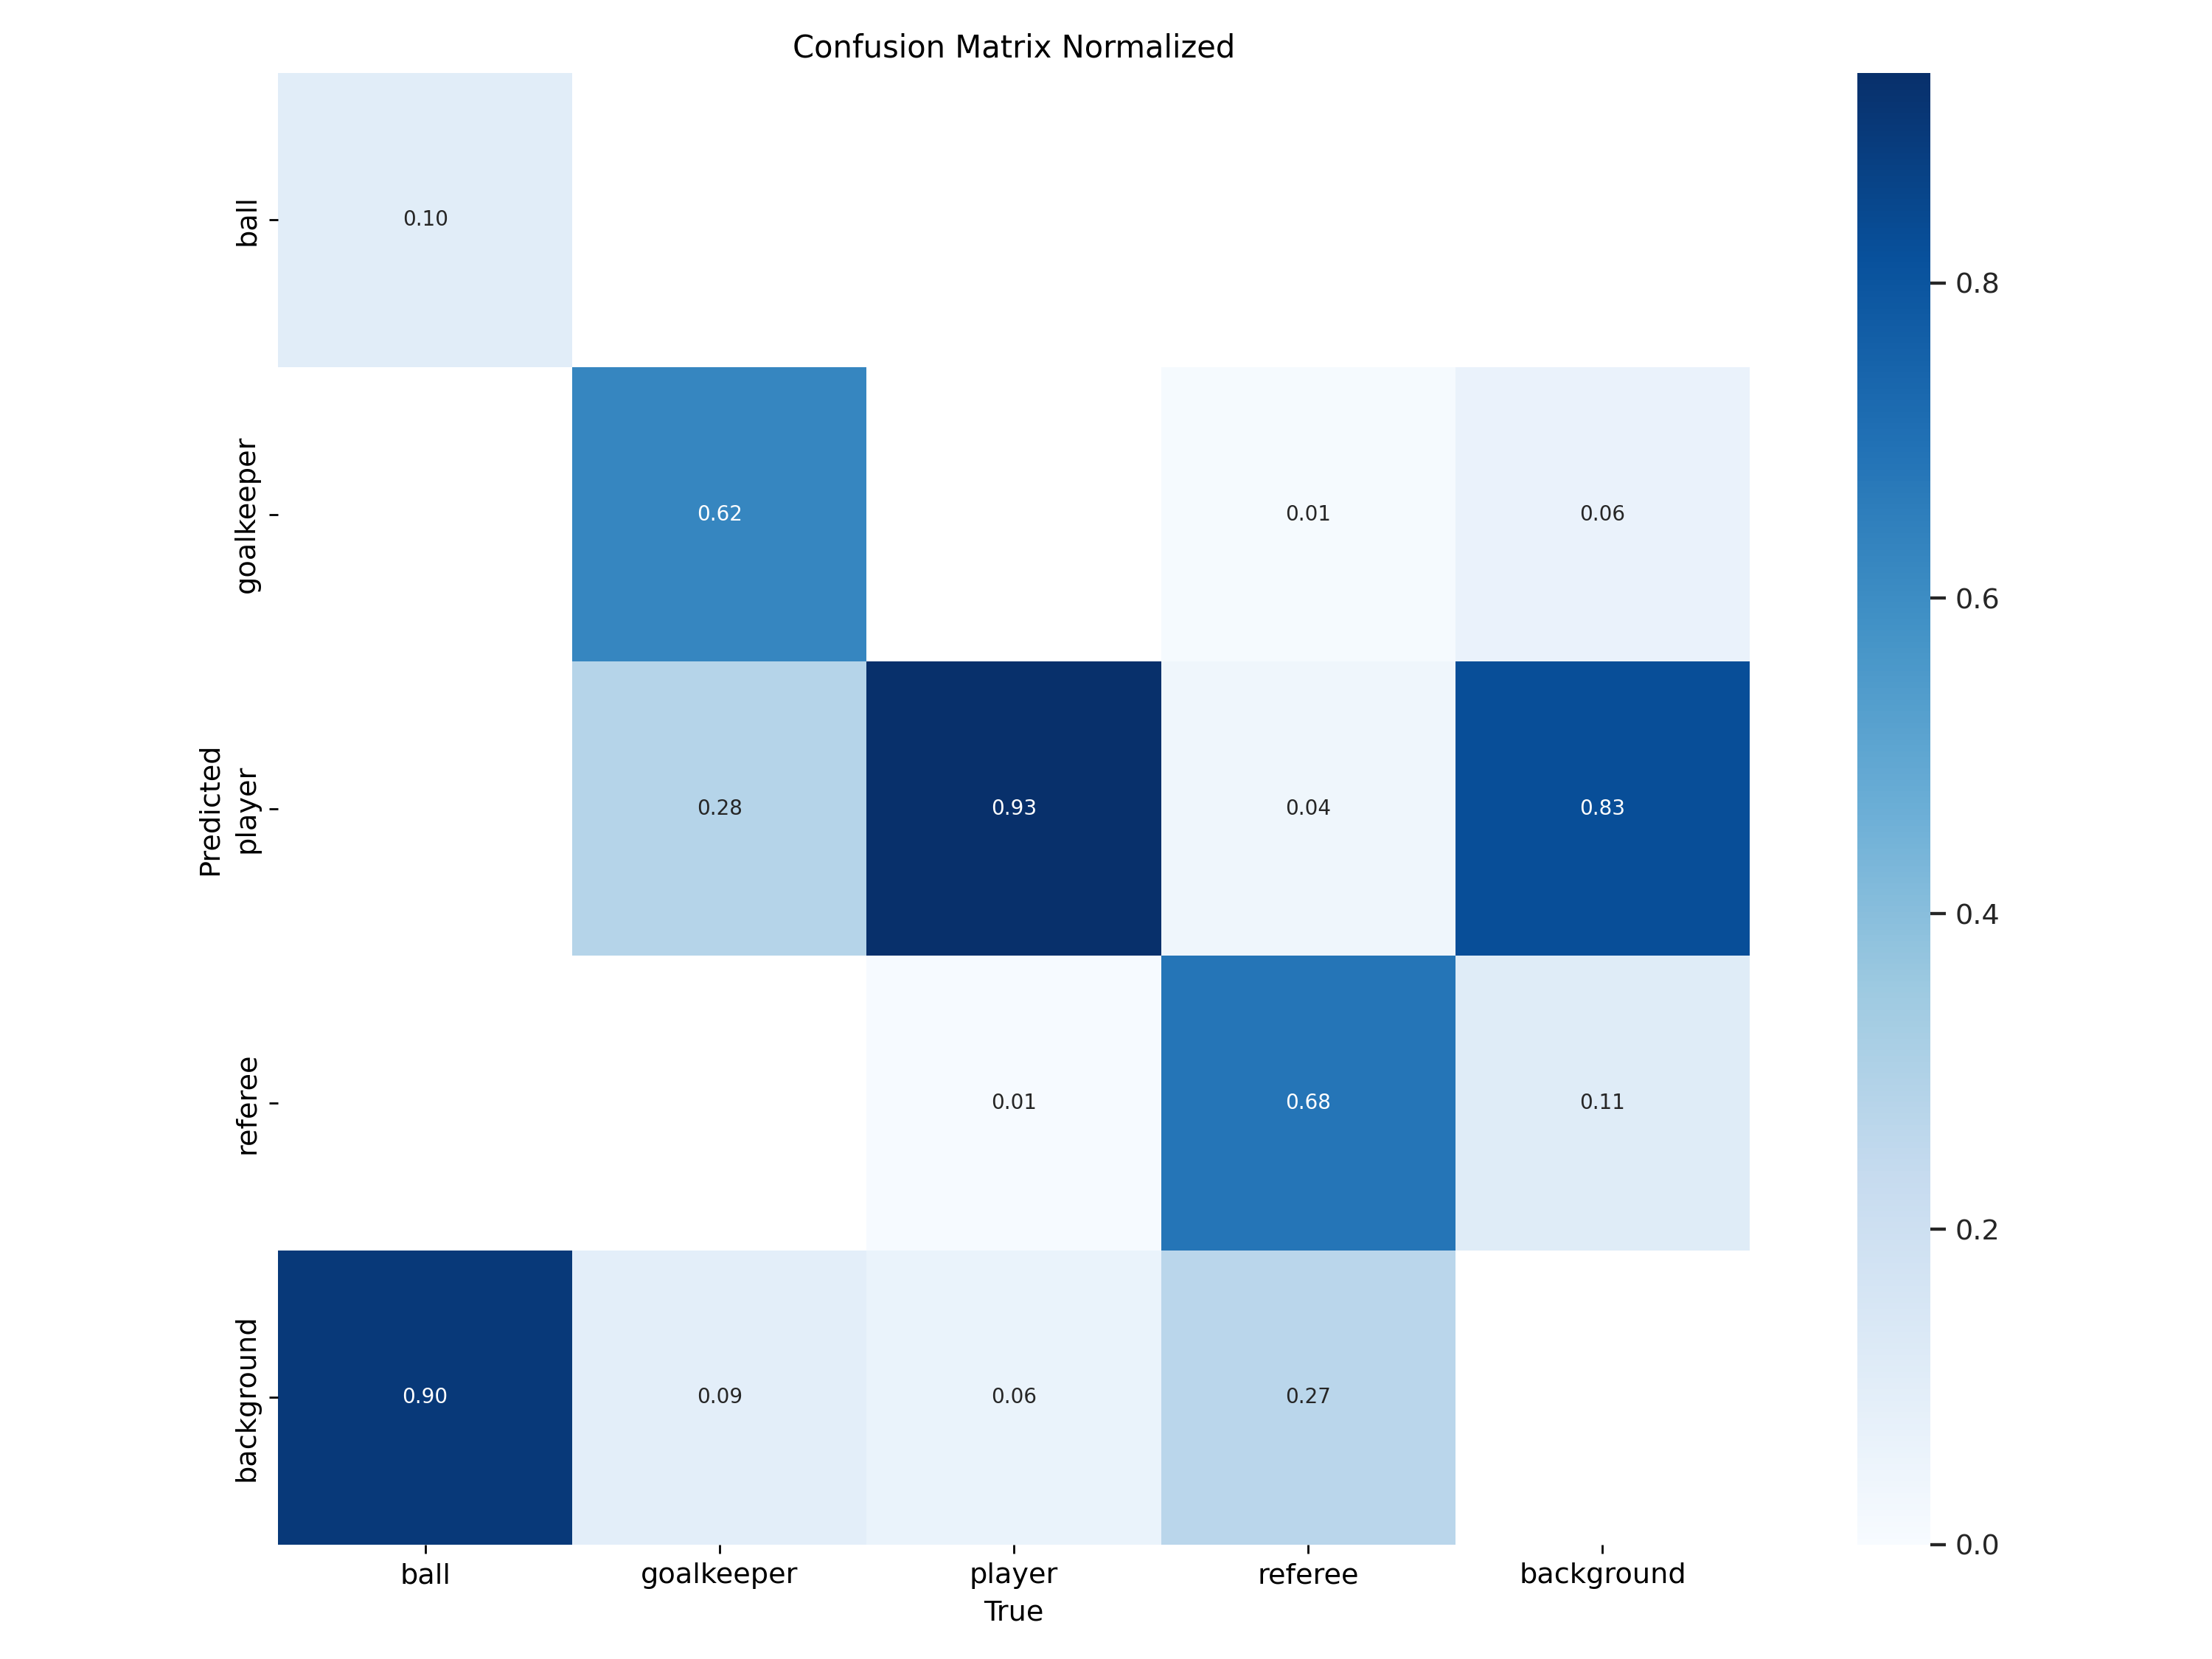 Confusion Matrix Normalized
Predicted
ball
0.10
goalkeeper
0.62
0.01
0.06
player
0.28
0.93
0.04
0.83
referee
0.01
0.68
0.11
background
0.90
0.09
0.06
0.27
ball
goalkeeper
player
referee
background
True
0.8
0.6
0.4
0.2
0.0